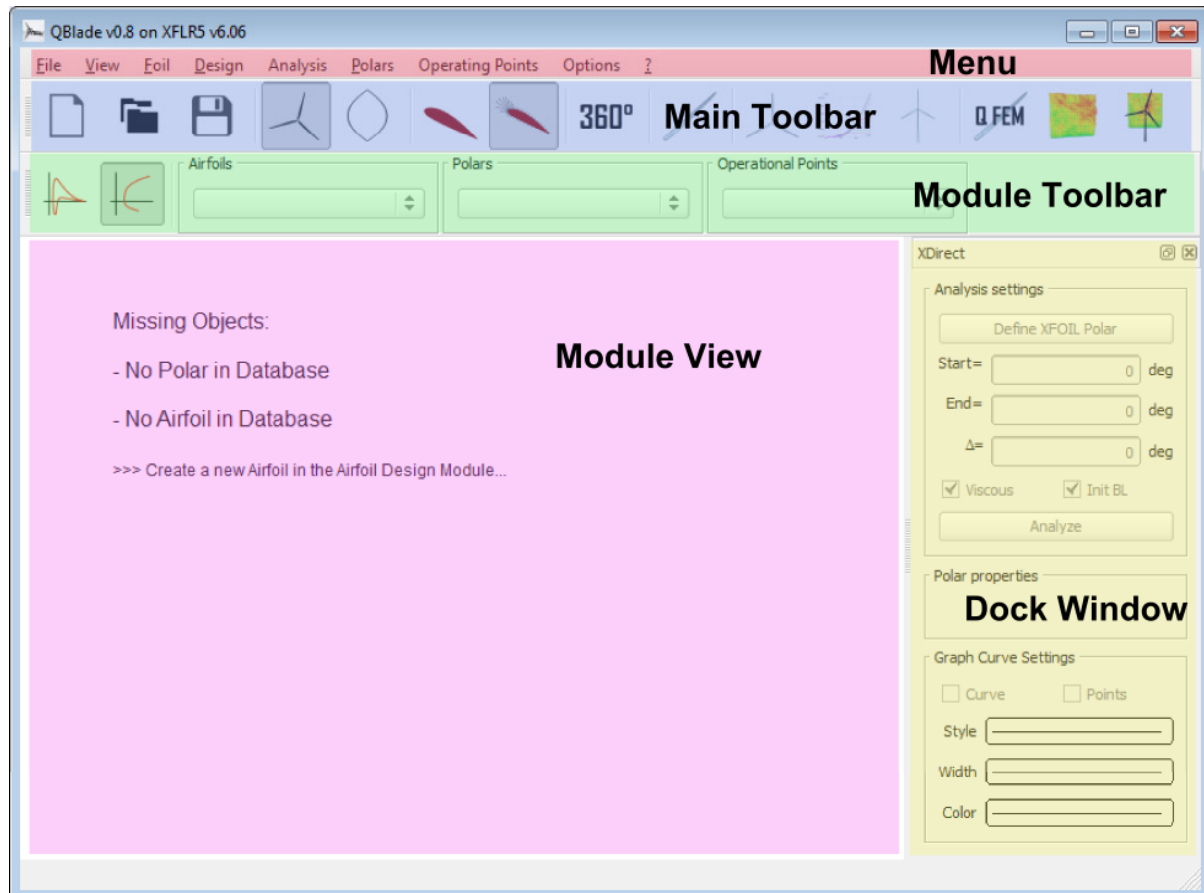 QBlade v0.8 on XFLR5 v6.06
File View Foil Design Analysis Polars Operating Points Options ? Menu
360° Main Toolbar Q FEM
Airfoils Polars Operational Points
Module Toolbar
XDirect
Analysis settings
Missing Objects:
Define XFOIL Polar
Module View
- No Polar in Database
Start= 0 deg
End= 0 deg
- No Airfoil in Database
Δ= 0 deg
>>> Create a new Airfoil in the Airfoil Design Module...
Viscous Init BL
Analyze
Polar properties
Dock Window
Graph Curve Settings
Curve Points
Style
Width
Color